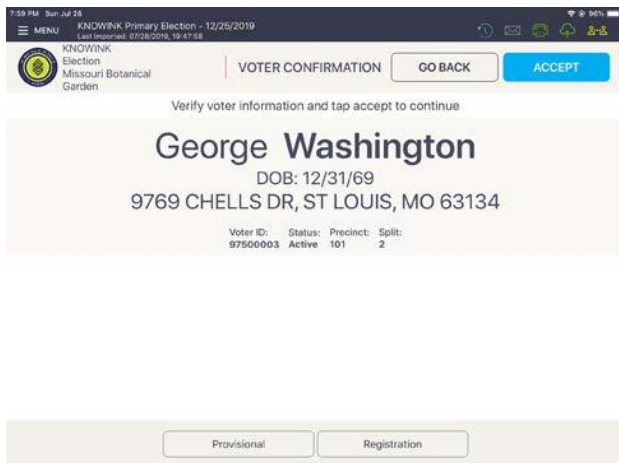 7:59 PM Sun Jul 28
96%
MENU
KNOWINK Primary Election - 12/25/2019
Last Imported: 07/28/2019, 19:47:58
KNOWINK
Election
Missouri Botanical
Garden
VOTER CONFIRMATION
GO BACK
ACCEPT
Verify voter information and tap accept to continue
George Washington
DOB: 12/31/69
9769 CHELLS DR, ST LOUIS, MO 63134
Voter ID: Status: Precinct: Split:
97500003 Active 101 2
Provisional
Registration